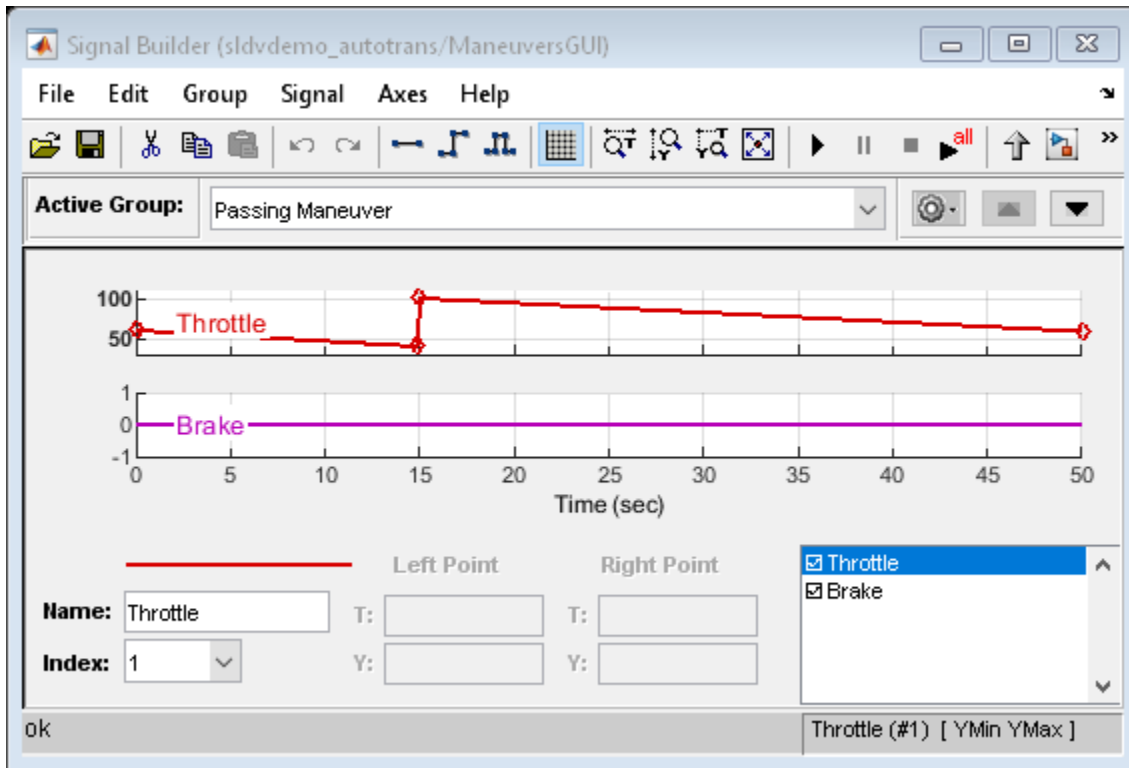 Signal Builder (sldvdemo_autotrans/ManeuversGUI)
File Edit Group Signal Axes Help
all
Active Group: Passing Maneuver
100
50
Throttle
1
0
-1
Brake
0 5 10 15 20 25 30 35 40 45 50
Time (sec)
Left Point Right Point
Name: Throttle T: T:
Index: 1 Y: Y:
Throttle
Brake
ok
Throttle (#1) [ YMin YMax ]